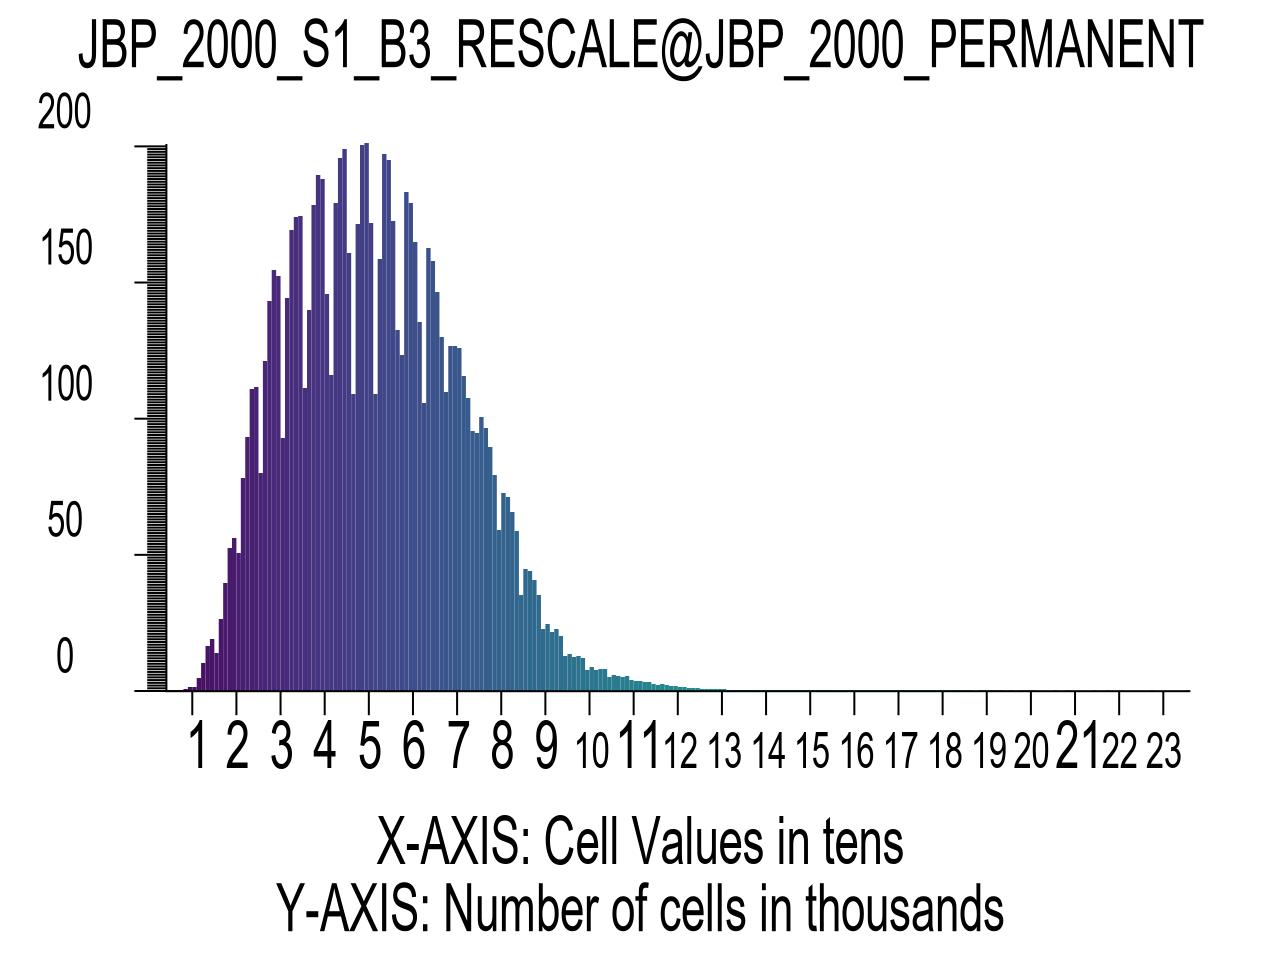 JBP_2000_S1_B3_RESCALE@JBP_2000_PERMANENT
200
150
100
50
0
1 2 3 4 5 6 7 8 9 10 11 12 13 14 15 16 17 18 19 20 21 22 23
X-AXIS: Cell Values in tens
Y-AXIS: Number of cells in thousands